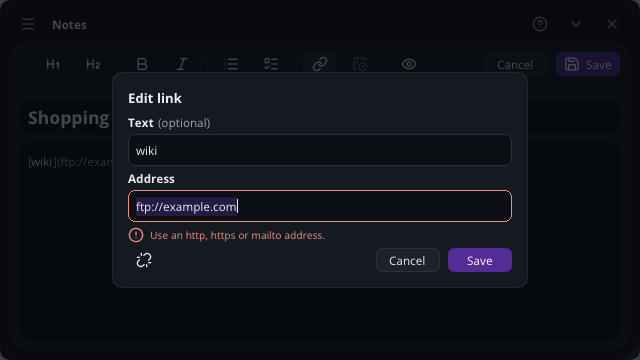 Notes
H1 H2 B I Cancel Save
Shopping
[wiki](ftp://exam
Edit link
Text (optional)
wiki
Address
ftp://example.com
Use an http, https or mailto address.
Cancel Save